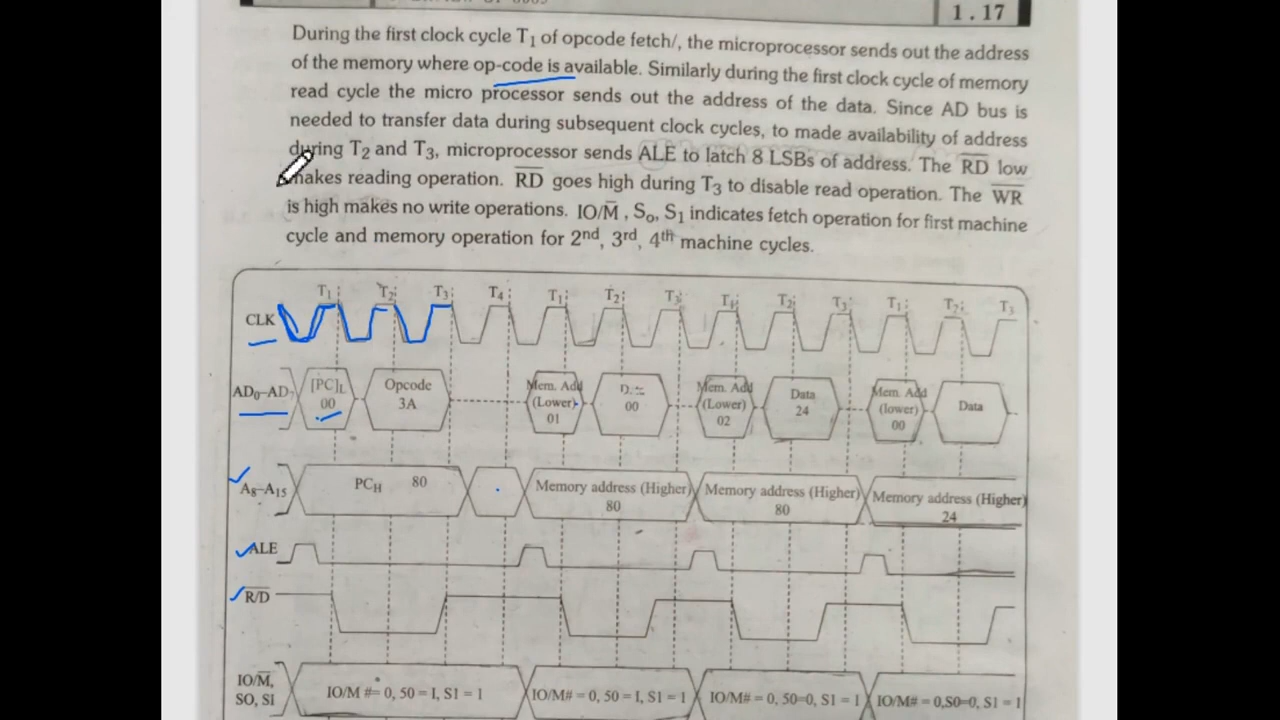 1.17
During the first clock cycle T1 of opcode fetch/, the microprocessor sends out the address
of the memory where op-code is available. Similarly during the first clock cycle of memory
read cycle the micro processor sends out the address of the data. Since AD bus is
needed to transfer data during subsequent clock cycles, to made availability of address
during T2 and T3, microprocessor sends ALE to latch 8 LSBs of address. The R̅D̅ low
makes reading operation. R̅D̅ goes high during T3 to disable read operation. The W̅R̅
is high makes no write operations. IO/M̅, So, S1 indicates fetch operation for first machine
cycle and memory operation for 2nd, 3rd, 4th machine cycles.
T1 T2 T3 T4 T1 T2 T3 T1 T2 T3 T1 T2 T3
CLK
AD0–AD7 [PC]L 00 Opcode 3A Mem. Add (Lower) 01 00 Mem. Add (Lower) 02 Data 24 Mem. Add (lower) 00 Data
A8–A15 PCH 80 Memory address (Higher) 80 Memory address (Higher) 80 Memory address (Higher) 24
ALE
R̅/D̅
IO/M̅, SO, S1 IO/M #= 0, 50 = I, S1 = 1 IO/M# = 0, 50 = I, S1 = 1 IO/M# = 0, 50=0, S1 = 1 IO/M# = 0,S0=0, S1 = 1